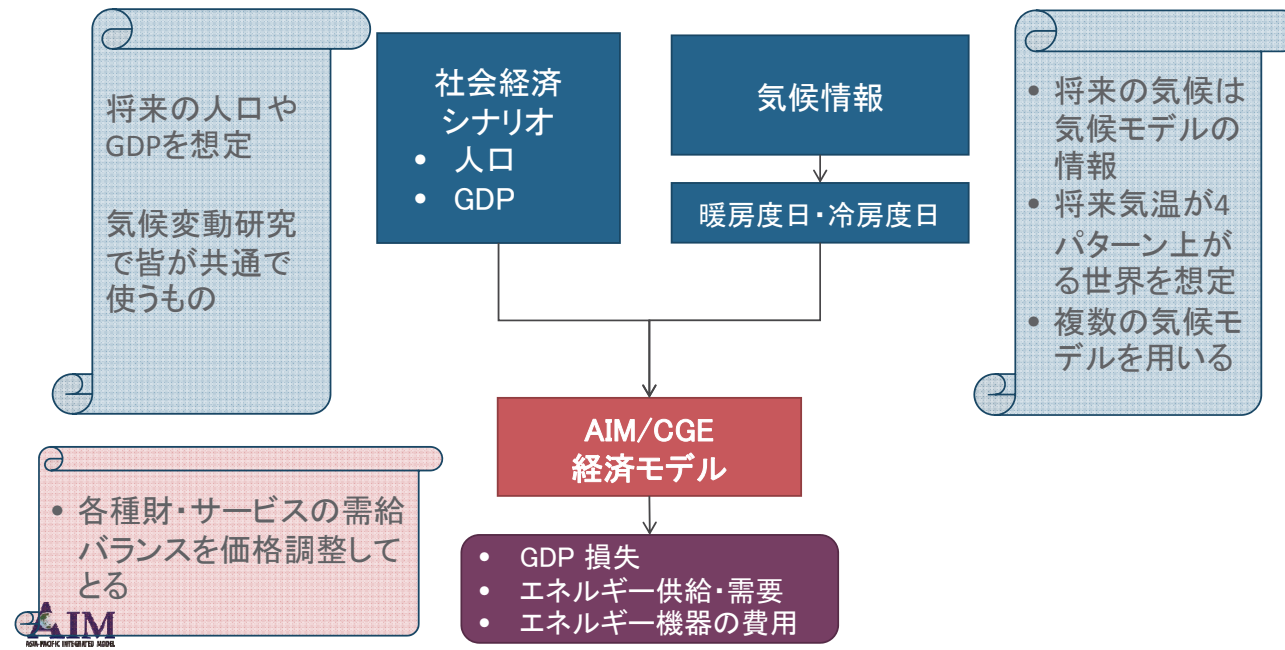 将来の人口や
GDPを想定
気候変動研究
で皆が共通で
使うもの
社会経済
シナリオ
• 人口
• GDP
気候情報
暖房度日・冷房度日
• 将来の気候は
気候モデルの
情報
• 将来気温が4
パターン上が
る世界を想定
• 複数の気候モ
デルを用いる
AIM/CGE
経済モデル
• 各種財・サービスの需給
バランスを価格調整して
とる
• GDP 損失
• エネルギー供給・需要
• エネルギー機器の費用
AIM
ASIA-PACIFIC INTEGRATED MODEL